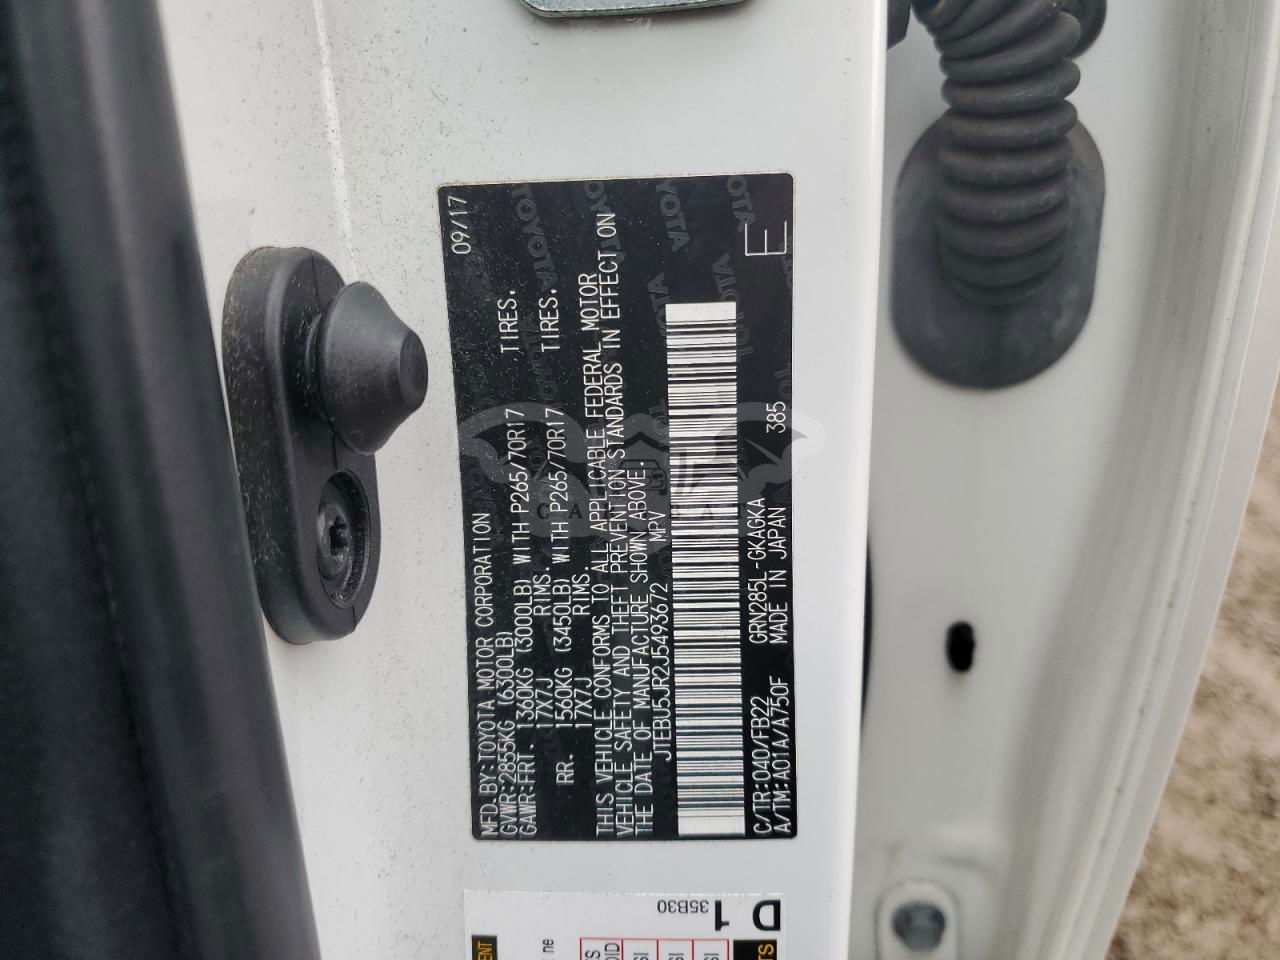 MFD.BY:TOYOTA MOTOR CORPORATION 09/17
GVWR:2855KG (6300LB)
GAWR:FRT. 1360KG (3000LB) WITH P265/70R17 TIRES.
17X7J RIMS.
RR. 1560KG (3450LB) WITH P265/70R17 TIRES.
17X7J RIMS.
THIS VEHICLE CONFORMS TO ALL APPLICABLE FEDERAL MOTOR
VEHICLE SAFETY AND THEFT PREVENTION STANDARDS IN EFFECT ON
THE DATE OF MANUFACTURE SHOWN ABOVE.
JTEBU5JR2J5493672 MPV
E
C/TR:040/FB22 GRN285L-GKAGKA 385
A/TM:A01A/A750F MADE IN JAPAN
D 1
35B30